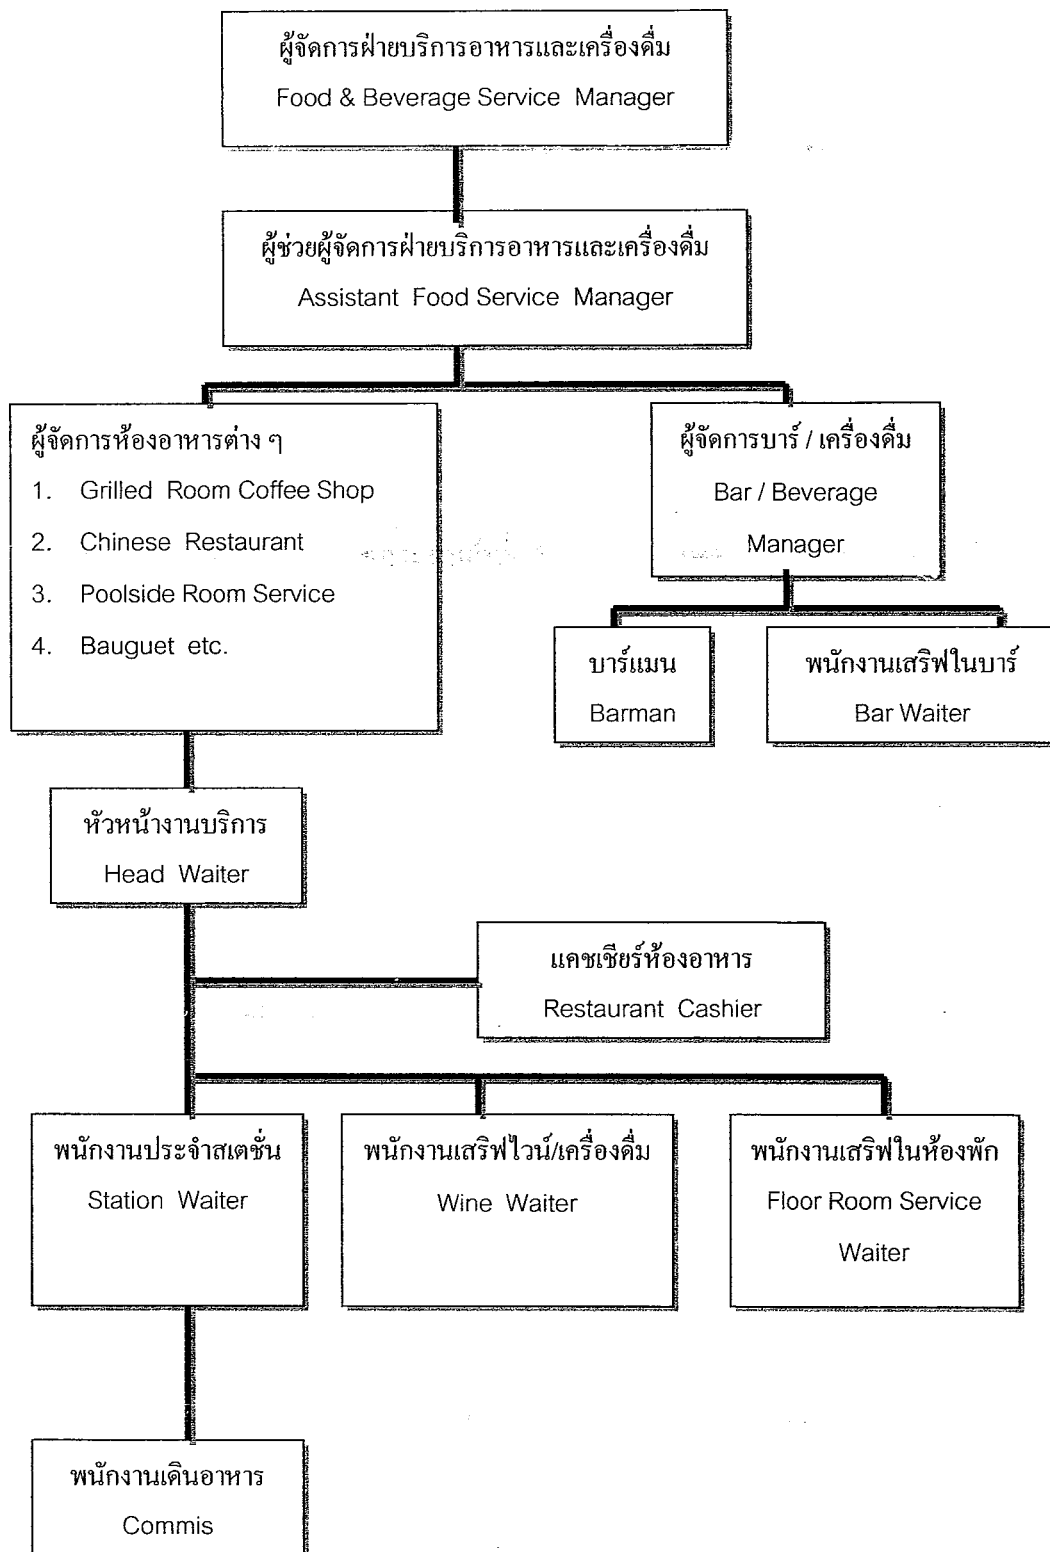 ผู้จัดการฝ่ายบริการอาหารและเครื่องดื่ม
Food & Beverage Service Manager
ผู้ช่วยผู้จัดการฝ่ายบริการอาหารและเครื่องดื่ม
Assistant Food Service Manager
ผู้จัดการห้องอาหารต่าง ๆ
1. Grilled Room Coffee Shop
2. Chinese Restaurant
3. Poolside Room Service
4. Bauguet etc.
ผู้จัดการบาร์ / เครื่องดื่ม
Bar / Beverage
Manager
บาร์แมน
Barman
พนักงานเสริฟในบาร์
Bar Waiter
หัวหน้างานบริการ
Head Waiter
แคชเชียร์ห้องอาหาร
Restaurant Cashier
พนักงานประจำสเตชั่น
Station Waiter
พนักงานเสริฟไวน์/เครื่องดื่ม
Wine Waiter
พนักงานเสริฟในห้องพัก
Floor Room Service
Waiter
พนักงานเดินอาหาร
Commis